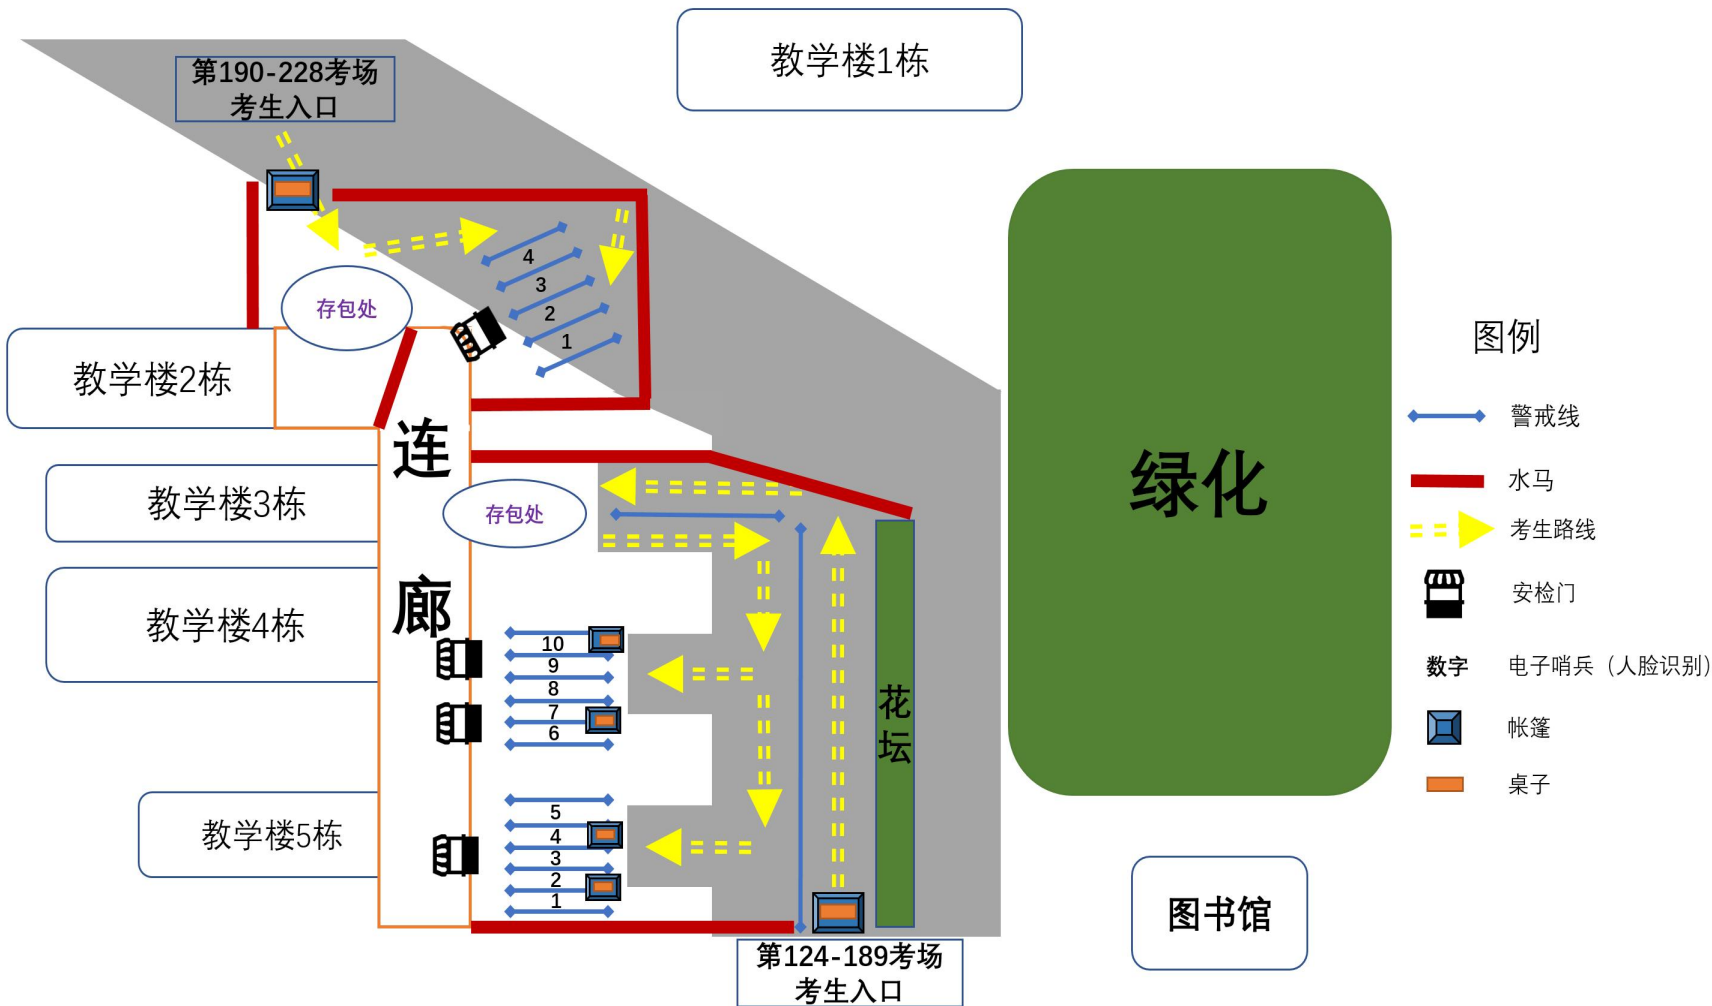 教学楼1栋
第190-228考场
考生入口
4
3
2
1
存包处
教学楼2栋
连
廊
教学楼3栋
存包处
教学楼4栋
10
9
8
7
6
5
4
3
2
1
教学楼5栋
花
坛
第124-189考场
考生入口
绿化
图书馆
图例
警戒线
水马
考生路线
安检门
数字 电子哨兵（人脸识别）
帐篷
桌子